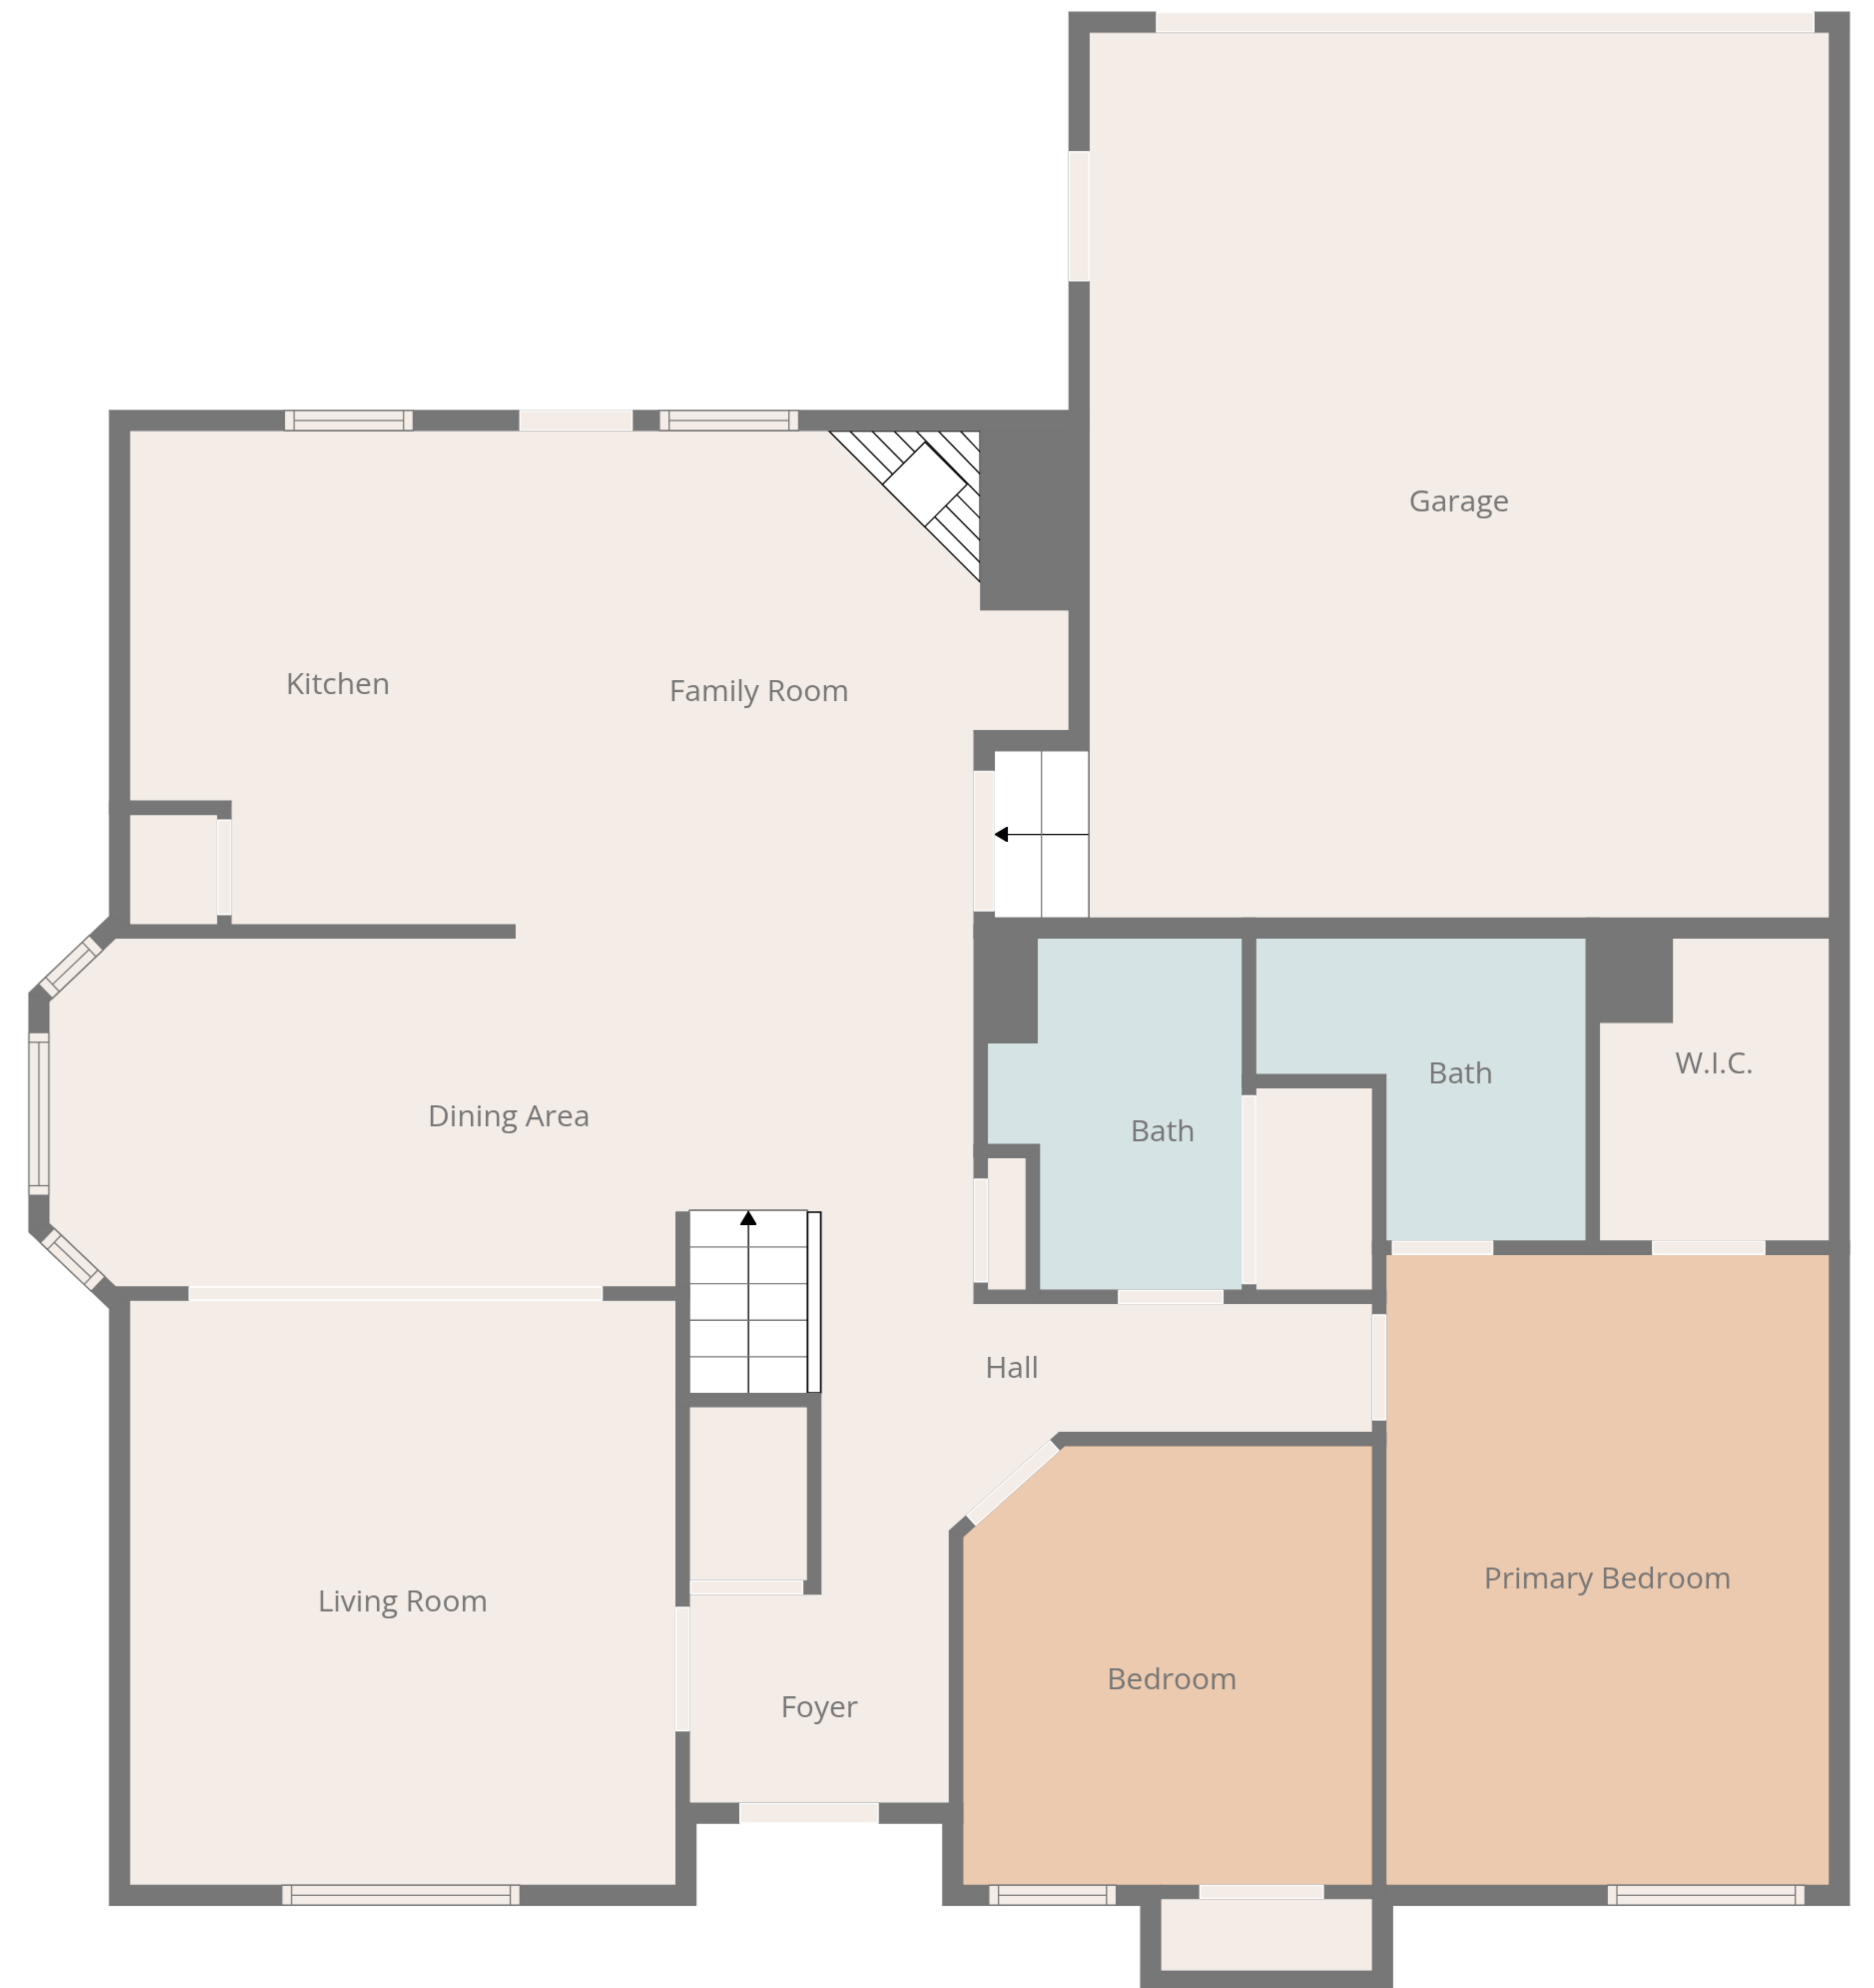 Garage
Kitchen
Family Room
W.I.C.
Bath
Dining Area
Bath
Hall
Primary Bedroom
Living Room
Bedroom
Foyer